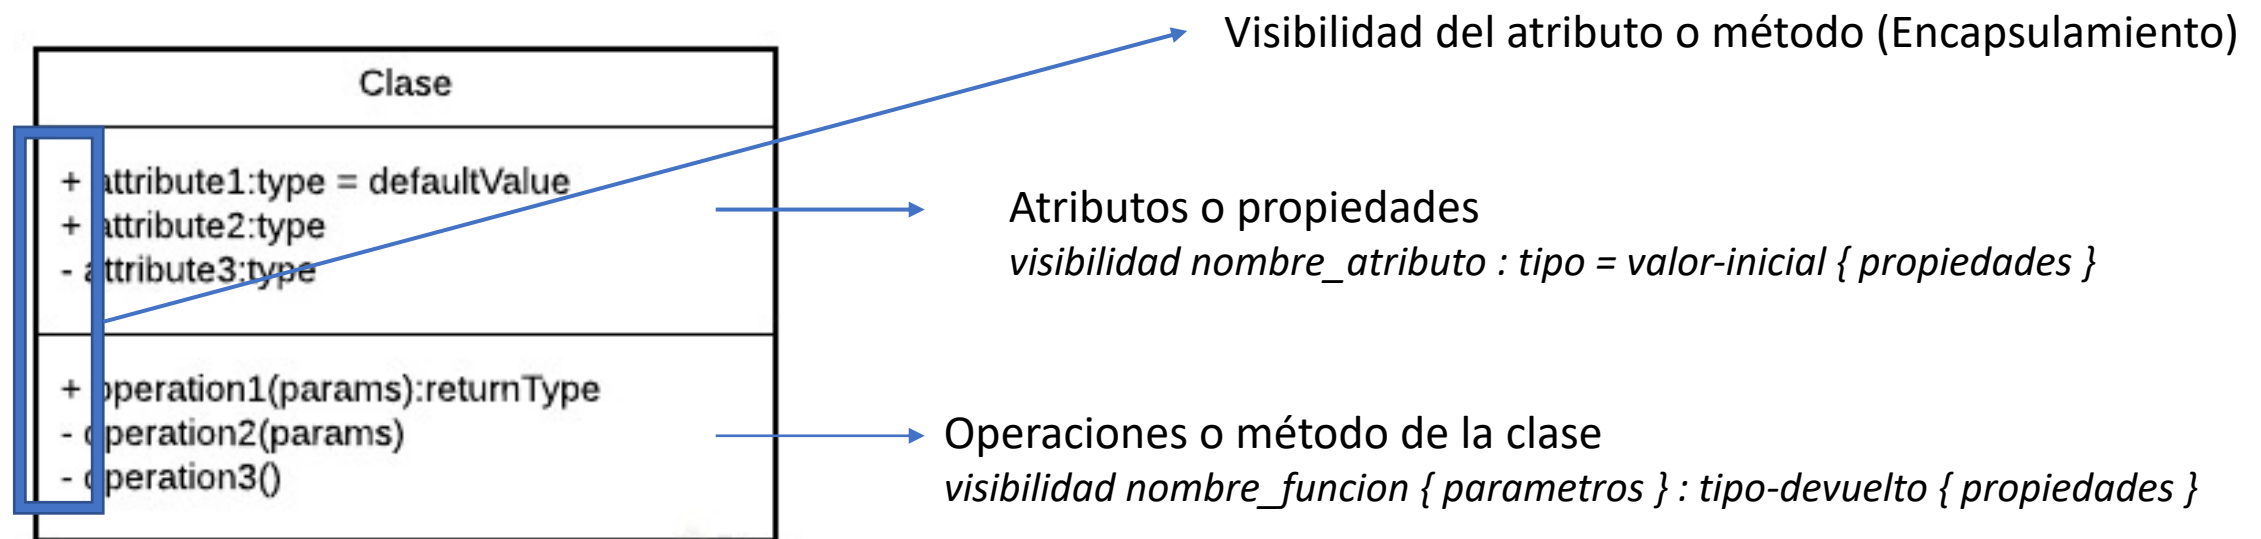 Visibilidad del atributo o método (Encapsulamiento)
Clase
+ attribute1:type = defaultValue
+ attribute2:type
- attribute3:type
Atributos o propiedades
visibilidad nombre_atributo : tipo = valor-inicial { propiedades }
+ operation1(params):returnType
- operation2(params)
- operation3()
Operaciones o método de la clase
visibilidad nombre_funcion { parametros } : tipo-devuelto { propiedades }